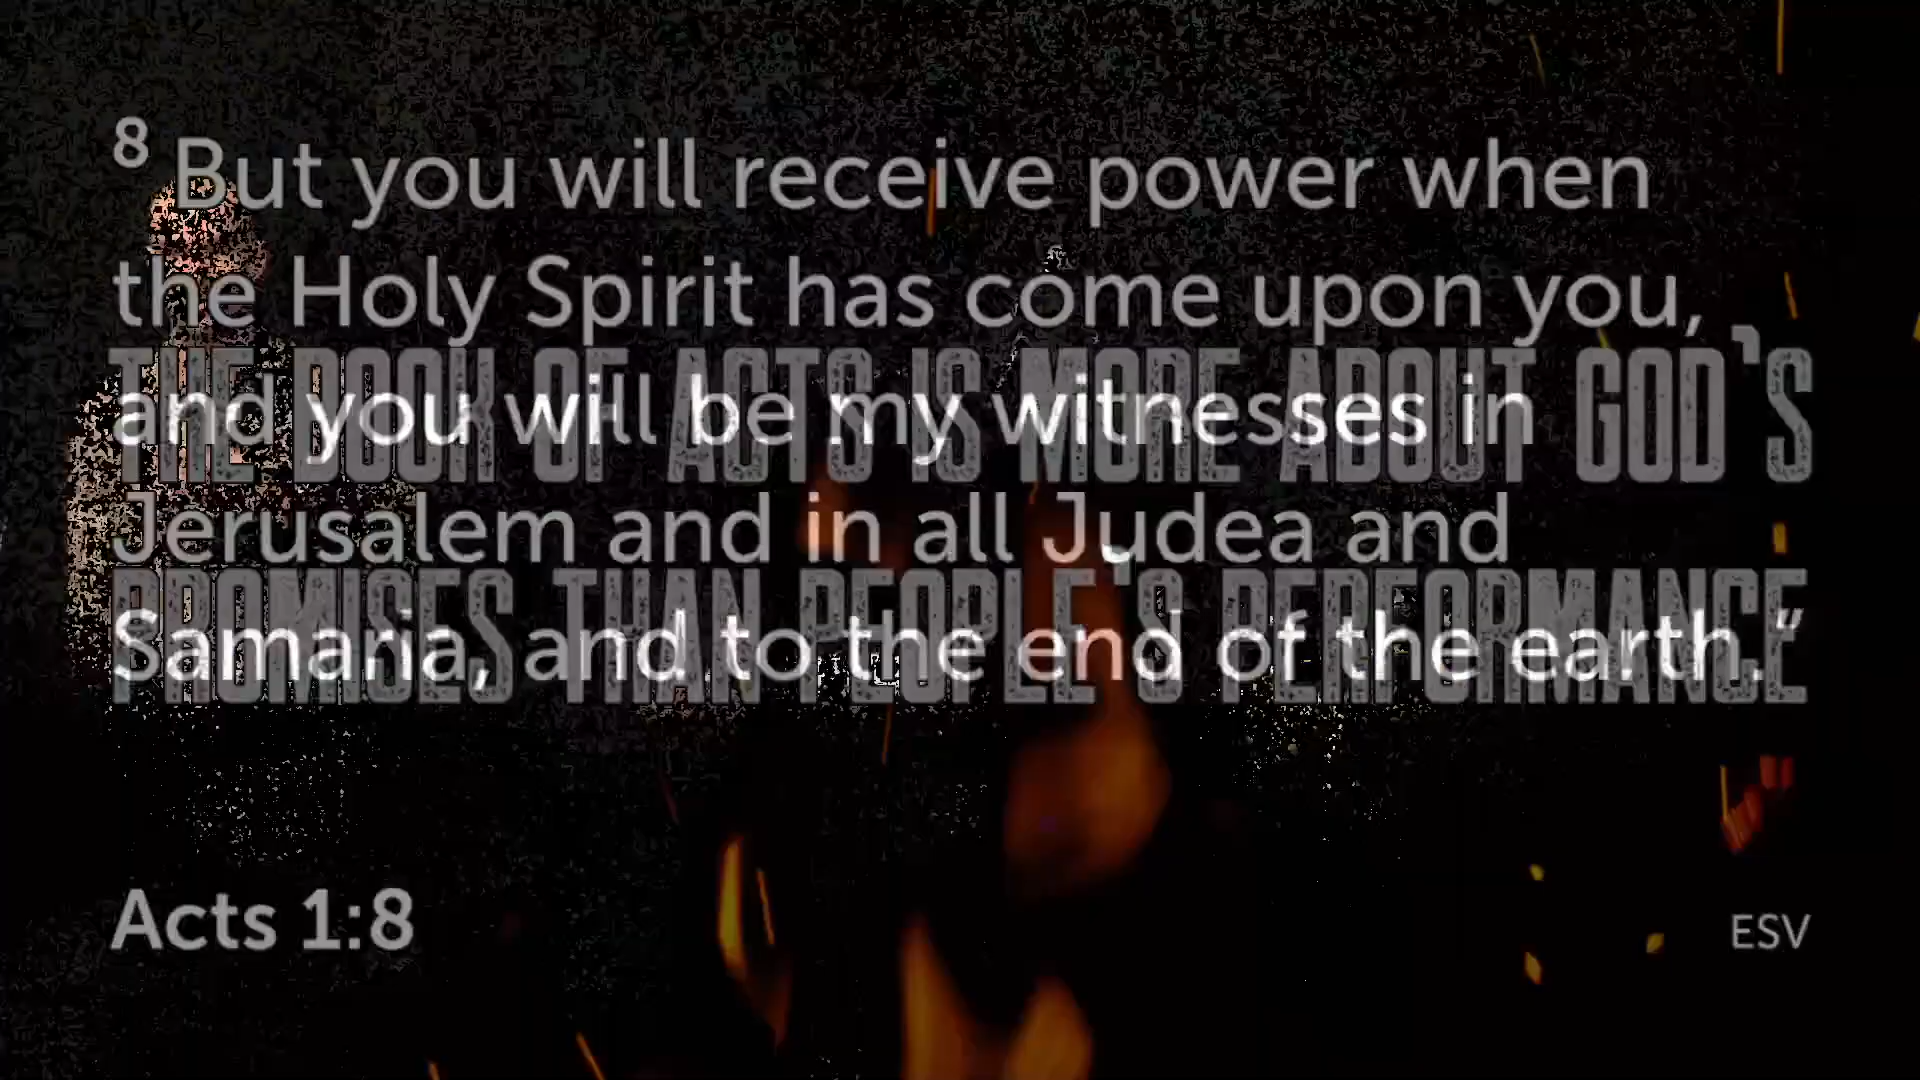 8 But you will receive power when
the Holy Spirit has come upon you,
THE BOOK OF ACTS IS MORE ABOUT GOD'S
and you will be my witnesses in
Jerusalem and in all Judea and
PROMISES THAN PEOPLE'S PERFORMANCE
Samaria, and to the end of the earth.”
Acts 1:8
ESV